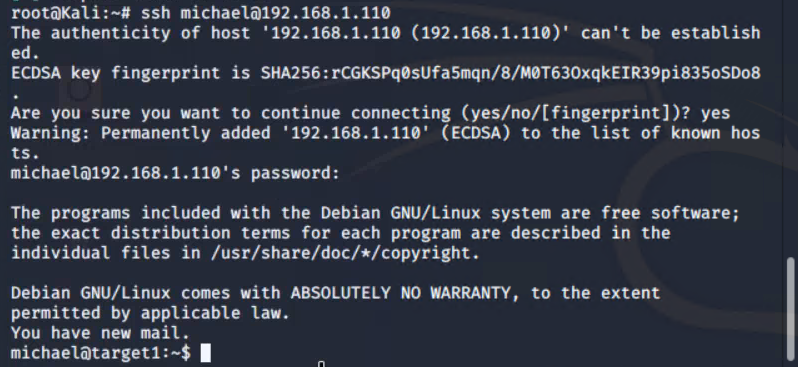 root@Kali:~# ssh michael@192.168.1.110
The authenticity of host '192.168.1.110 (192.168.1.110)' can't be establish
ed.
ECDSA key fingerprint is SHA256:rCGKSPq0sUfa5mqn/8/M0T63OxqkEIR39pi835oSDo8
.
Are you sure you want to continue connecting (yes/no/[fingerprint])? yes
Warning: Permanently added '192.168.1.110' (ECDSA) to the list of known hos
ts.
michael@192.168.1.110's password:
The programs included with the Debian GNU/Linux system are free software;
the exact distribution terms for each program are described in the
individual files in /usr/share/doc/*/copyright.
Debian GNU/Linux comes with ABSOLUTELY NO WARRANTY, to the extent
permitted by applicable law.
You have new mail.
michael@target1:~$